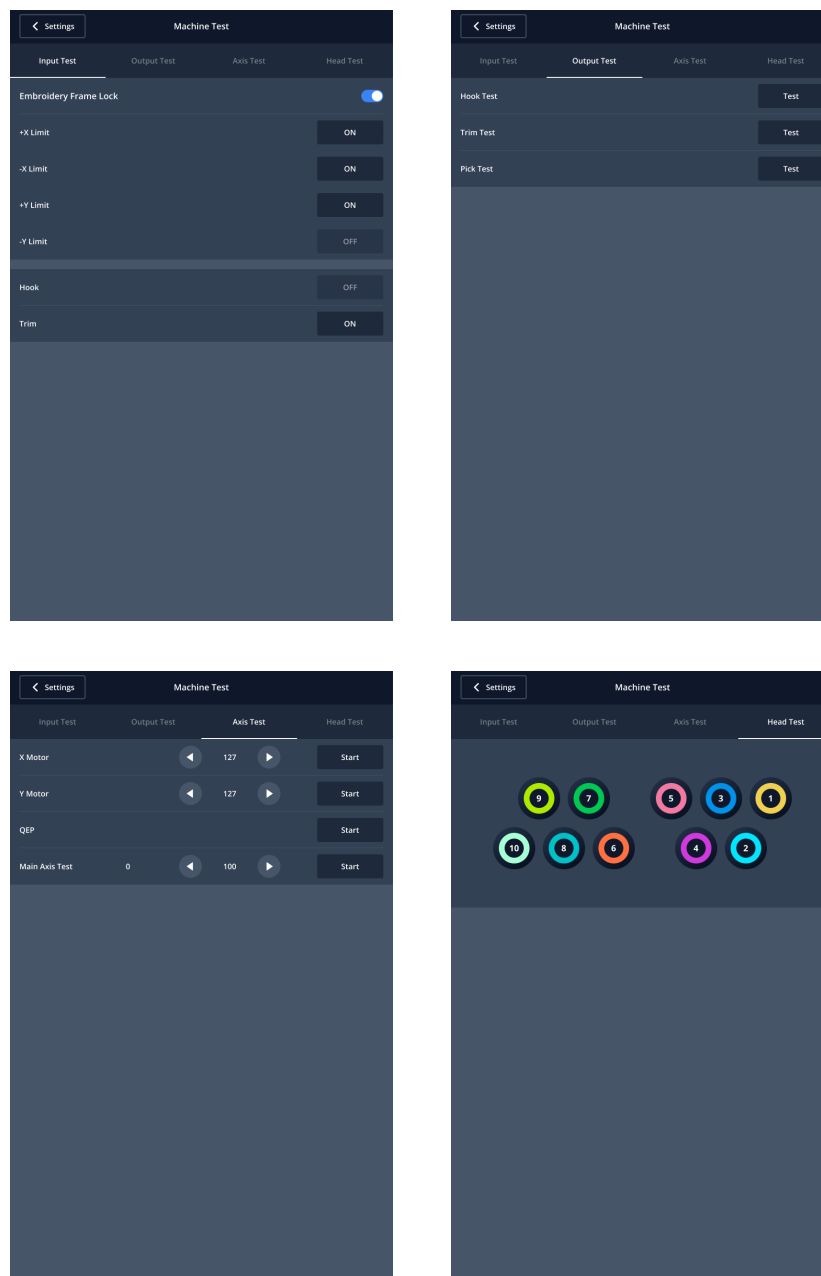 Settings
Machine Test
Input Test Output Test Axis Test Head Test
Embroidery Frame Lock
+X Limit ON
-X Limit ON
+Y Limit ON
-Y Limit OFF
Hook OFF
Trim ON
Settings
Machine Test
Input Test Output Test Axis Test Head Test
Hook Test Test
Trim Test Test
Pick Test Test
Settings
Machine Test
Input Test Output Test Axis Test Head Test
X Motor 127 Start
Y Motor 127 Start
QEP Start
Main Axis Test 0 100 Start
Settings
Machine Test
Input Test Output Test Axis Test Head Test
9 7 5 3 1
10 8 6 4 2